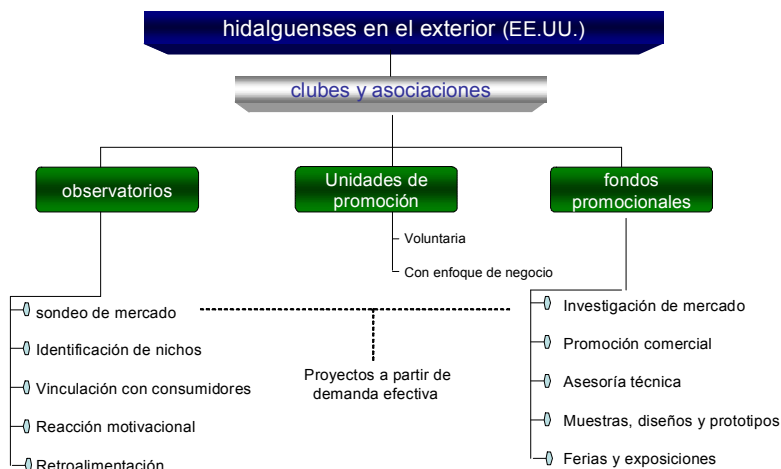 hidalguenses en el exterior (EE.UU.)
clubes y asociaciones
observatorios
Unidades de
promoción
fondos
promocionales
Voluntaria
Con enfoque de negocio
sondeo de mercado
Identificación de nichos
Vinculación con consumidores
Reacción motivacional
Retroalimentación
Proyectos a partir de
demanda efectiva
Investigación de mercado
Promoción comercial
Asesoría técnica
Muestras, diseños y prototipos
Ferias y exposiciones